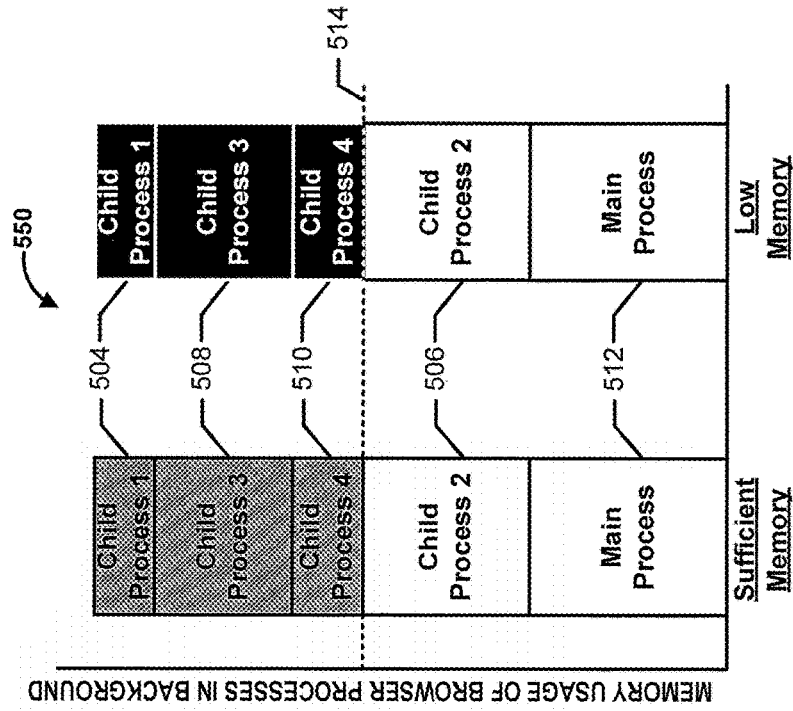 550
504
508
510
506
512
514
Child
Process 1
Child
Process 3
Child
Process 4
Child
Process 2
Main
Process
Sufficient
Memory
Child
Process 1
Child
Process 3
Child
Process 4
Child
Process 2
Main
Process
Low
Memory
MEMORY USAGE OF BROWSER PROCESSES IN BACKGROUND